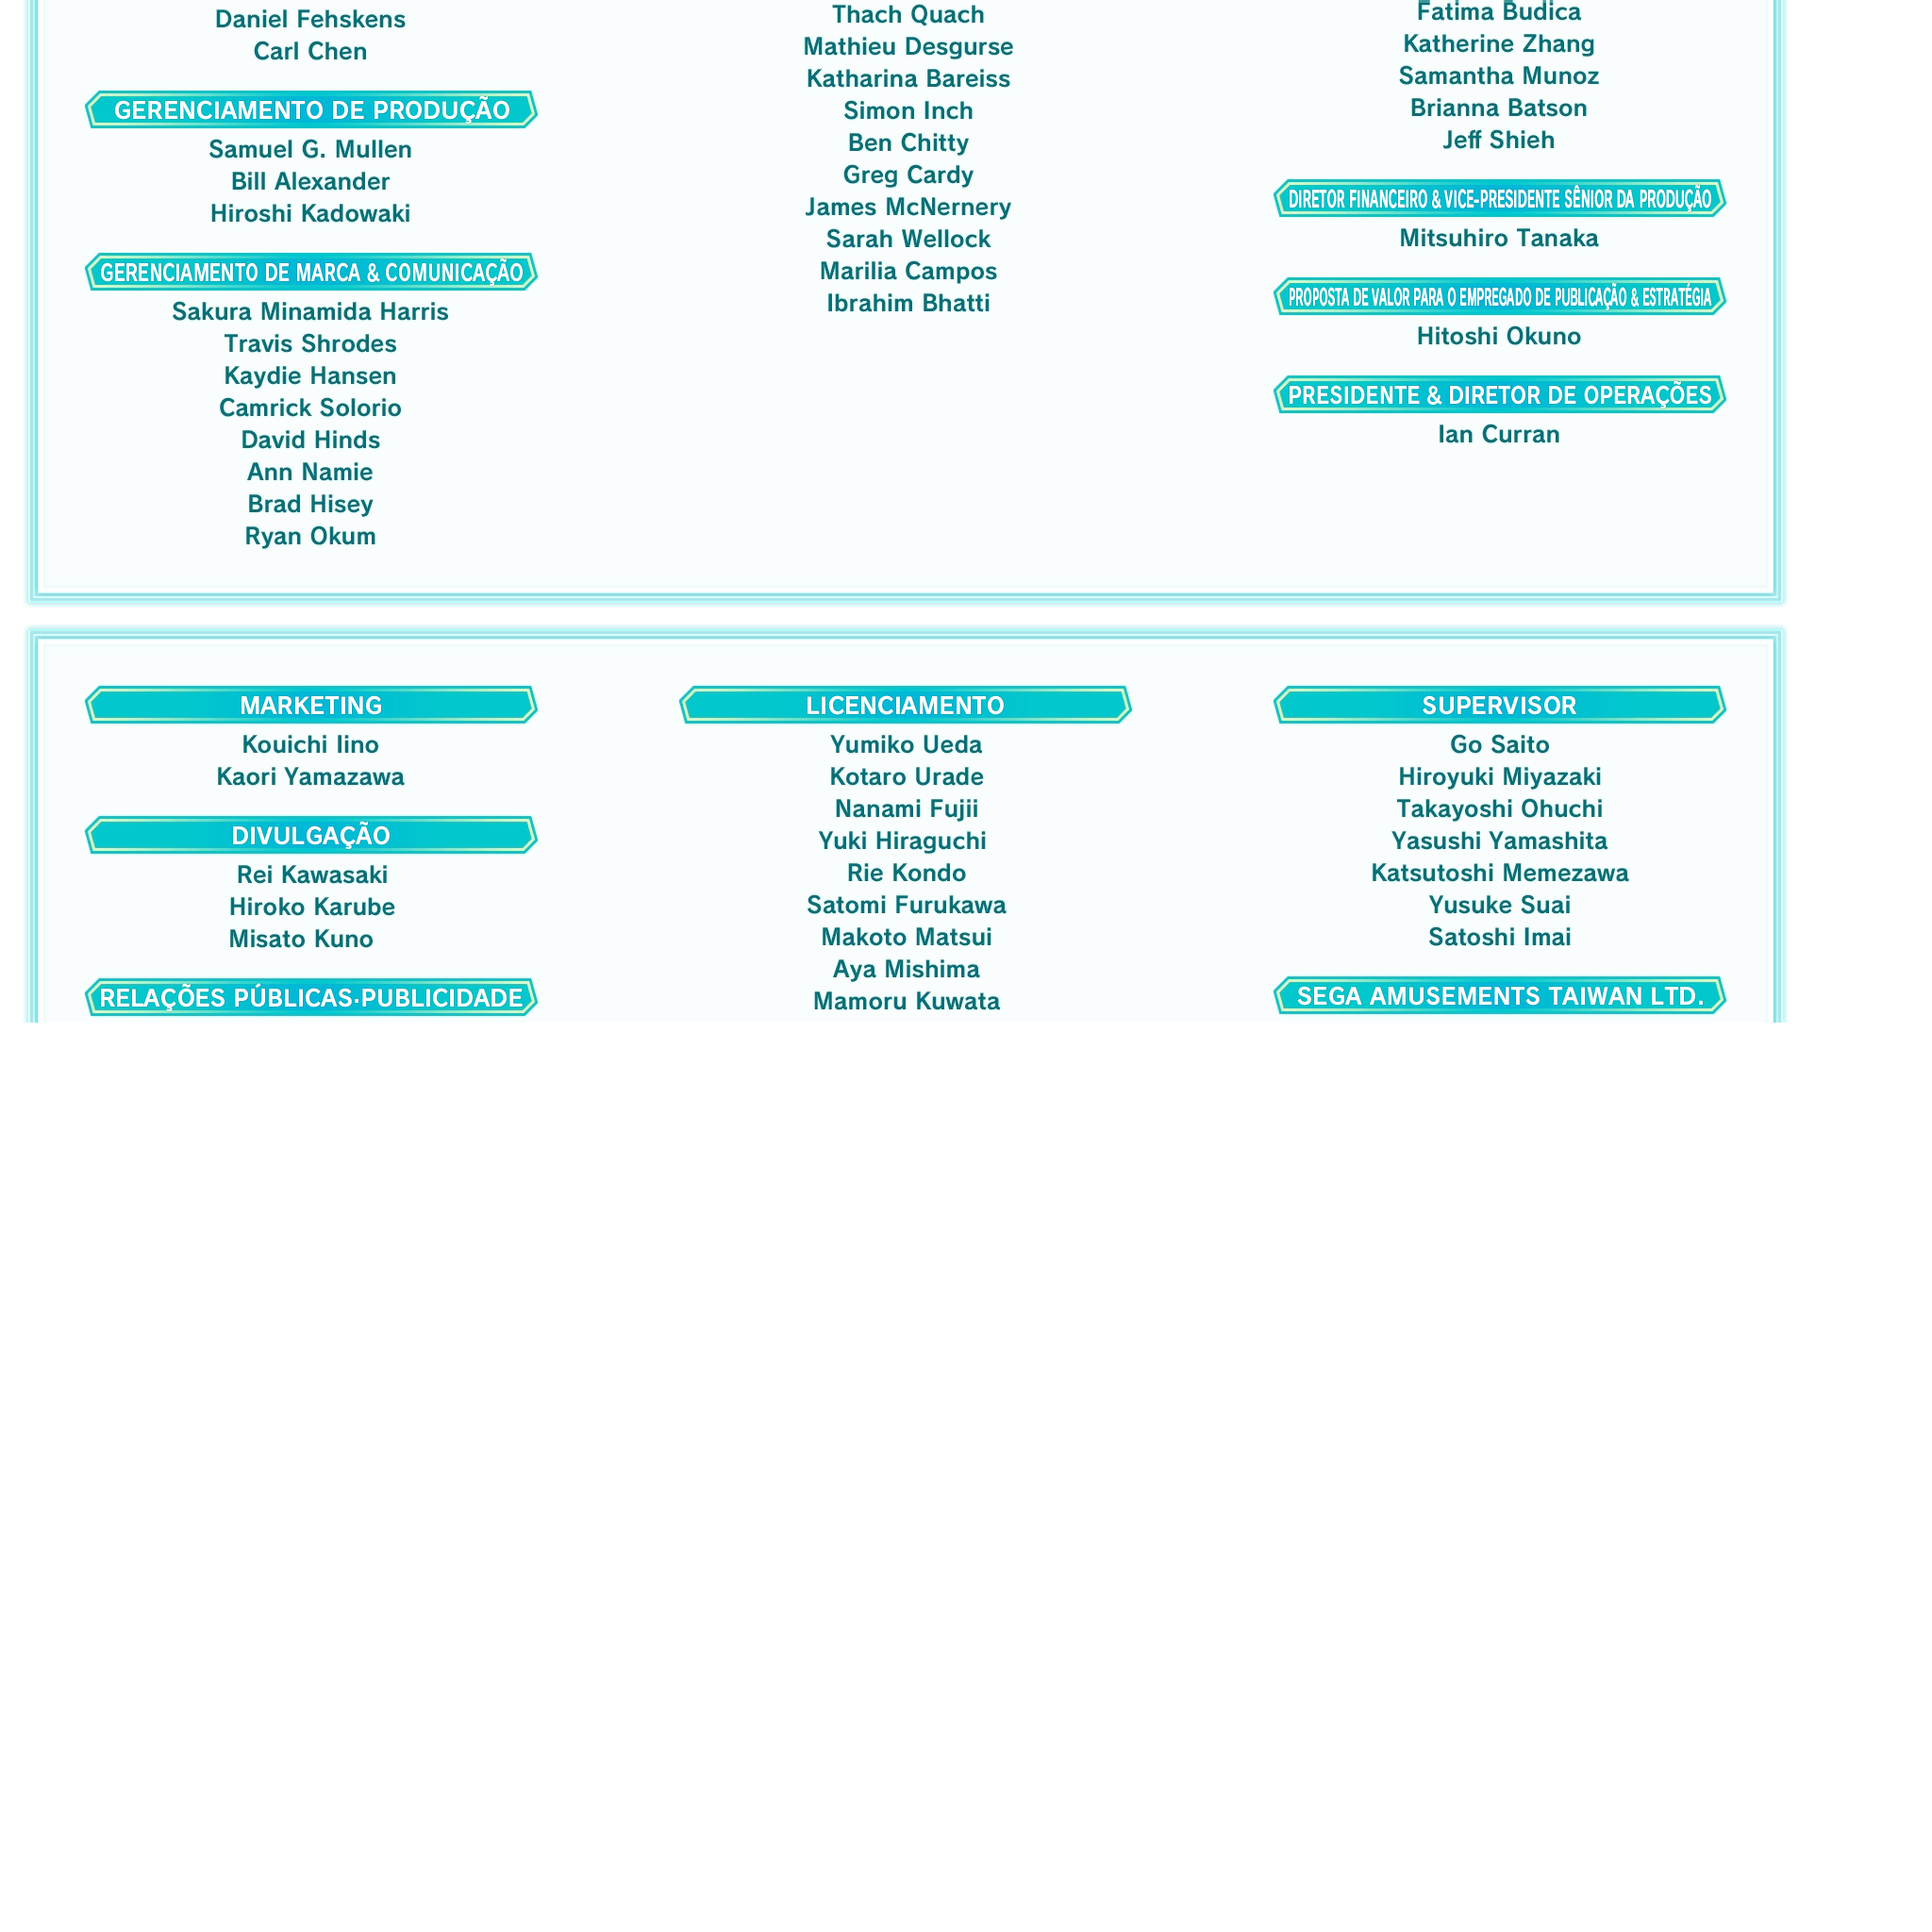 Daniel Fehskens
Carl Chen
GERENCIAMENTO DE PRODUÇÃO
Samuel G. Mullen
Bill Alexander
Hiroshi Kadowaki
GERENCIAMENTO DE MARCA & COMUNICAÇÃO
Sakura Minamida Harris
Travis Shrodes
Kaydie Hansen
Camrick Solorio
David Hinds
Ann Namie
Brad Hisey
Ryan Okum
Thach Quach
Mathieu Desgurse
Katharina Bareiss
Simon Inch
Ben Chitty
Greg Cardy
James McNernery
Sarah Wellock
Marilia Campos
Ibrahim Bhatti
Fatima Budica
Katherine Zhang
Samantha Munoz
Brianna Batson
Jeff Shieh
DIRETOR FINANCEIRO & VICE-PRESIDENTE SÊNIOR DA PRODUÇÃO
Mitsuhiro Tanaka
PROPOSTA DE VALOR PARA O EMPREGADO DE PUBLICAÇÃO & ESTRATÉGIA
Hitoshi Okuno
PRESIDENTE & DIRETOR DE OPERAÇÕES
Ian Curran
MARKETING
Kouichi Iino
Kaori Yamazawa
DIVULGAÇÃO
Rei Kawasaki
Hiroko Karube
Misato Kuno
RELAÇÕES PÚBLICAS·PUBLICIDADE
LICENCIAMENTO
Yumiko Ueda
Kotaro Urade
Nanami Fujii
Yuki Hiraguchi
Rie Kondo
Satomi Furukawa
Makoto Matsui
Aya Mishima
Mamoru Kuwata
SUPERVISOR
Go Saito
Hiroyuki Miyazaki
Takayoshi Ohuchi
Yasushi Yamashita
Katsutoshi Memezawa
Yusuke Suai
Satoshi Imai
SEGA AMUSEMENTS TAIWAN LTD.